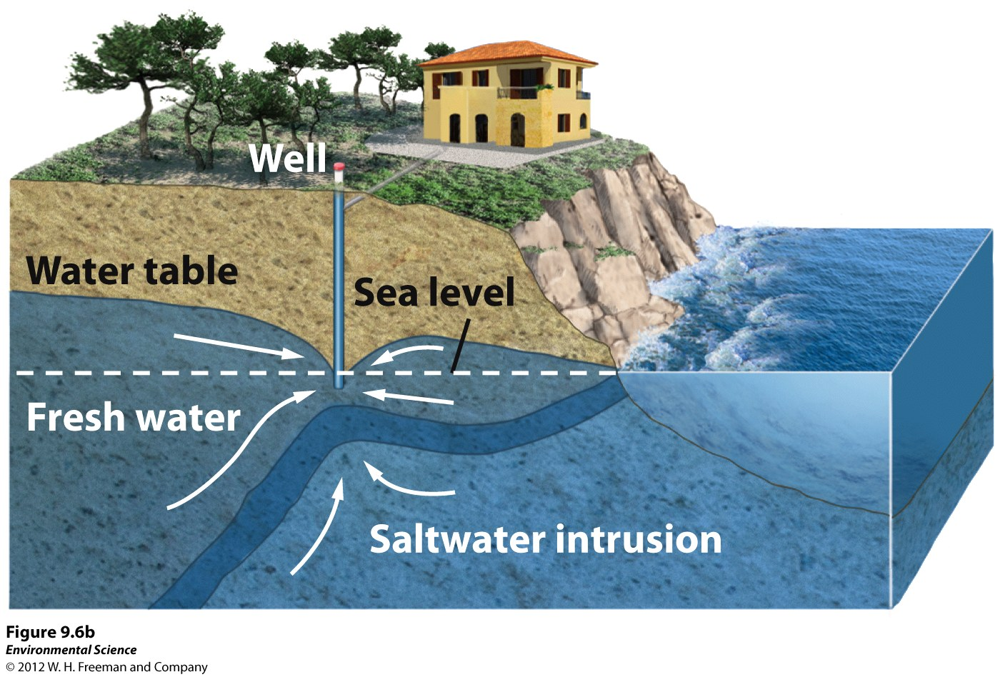 Well
Water table
Sea level
Fresh water
Saltwater intrusion
Figure 9.6b
Environmental Science
© 2012 W. H. Freeman and Company